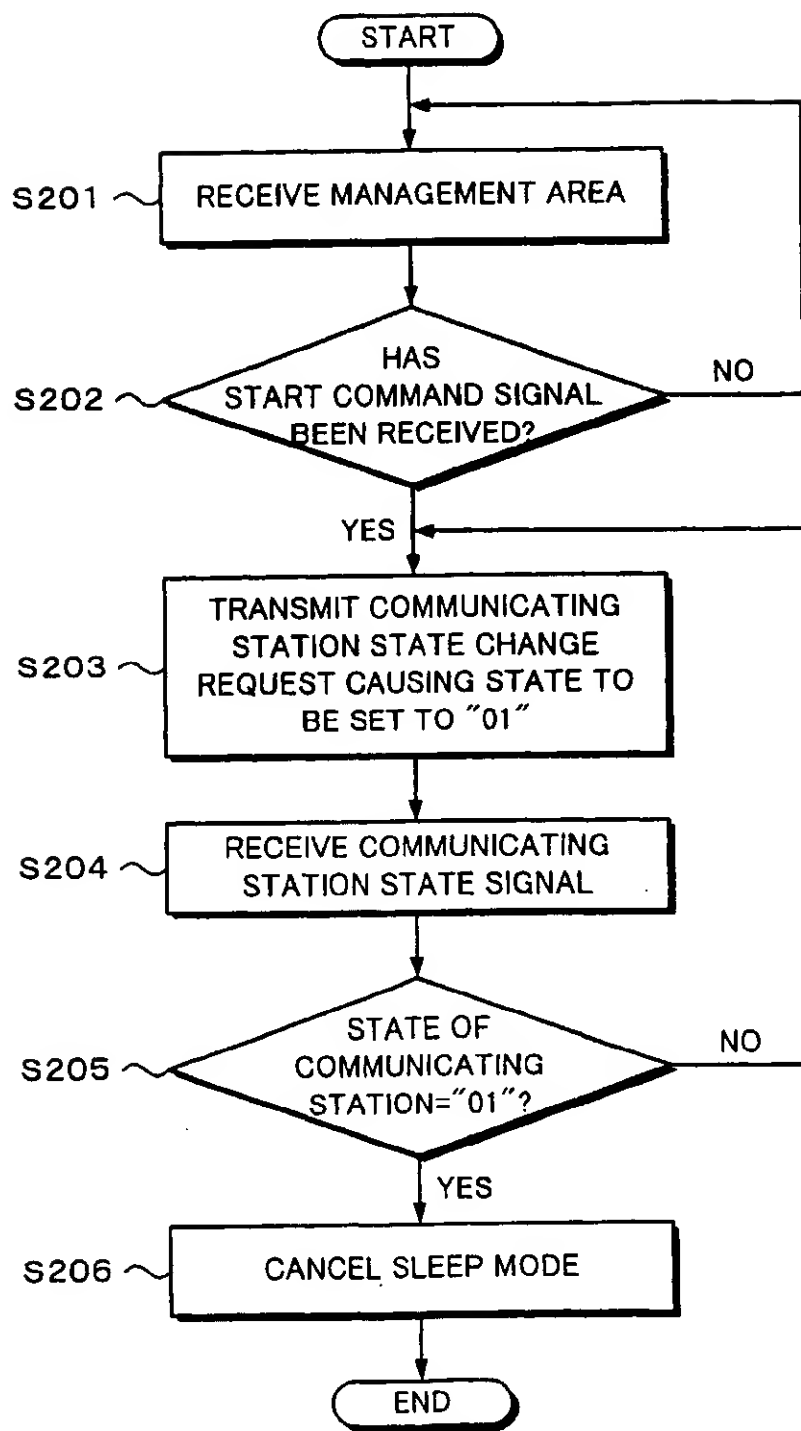 START
S201
RECEIVE MANAGEMENT AREA
S202
HAS
START COMMAND SIGNAL
BEEN RECEIVED?
NO
YES
S203
TRANSMIT COMMUNICATING
STATION STATE CHANGE
REQUEST CAUSING STATE TO
BE SET TO "01"
S204
RECEIVE COMMUNICATING
STATION STATE SIGNAL
S205
STATE OF
COMMUNICATING
STATION="01"?
NO
YES
S206
CANCEL SLEEP MODE
END